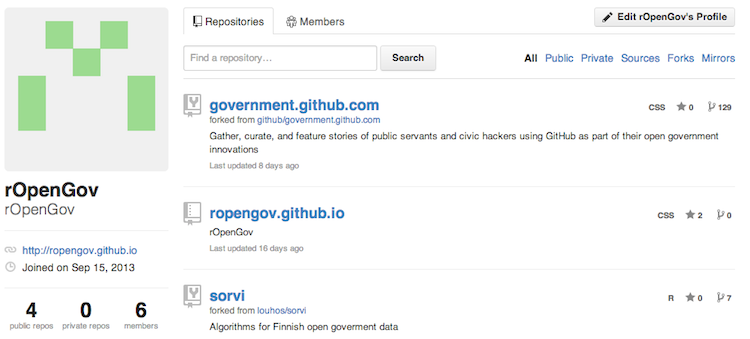 Repositories
Members
Edit rOpenGov's Profile
Find a repository...
Search
All Public Private Sources Forks Mirrors
government.github.com
CSS 0 129
forked from github/government.github.com
Gather, curate, and feature stories of public servants and civic hackers using GitHub as part of their open government
innovations
Last updated 8 days ago
rOpenGov
rOpenGov
http://ropengov.github.io
Joined on Sep 15, 2013
4 0 6
public repos private repos members
ropengov.github.io
CSS 2 0
rOpenGov
Last updated 16 days ago
sorvi
R 0 7
forked from louhos/sorvi
Algorithms for Finnish open goverment data